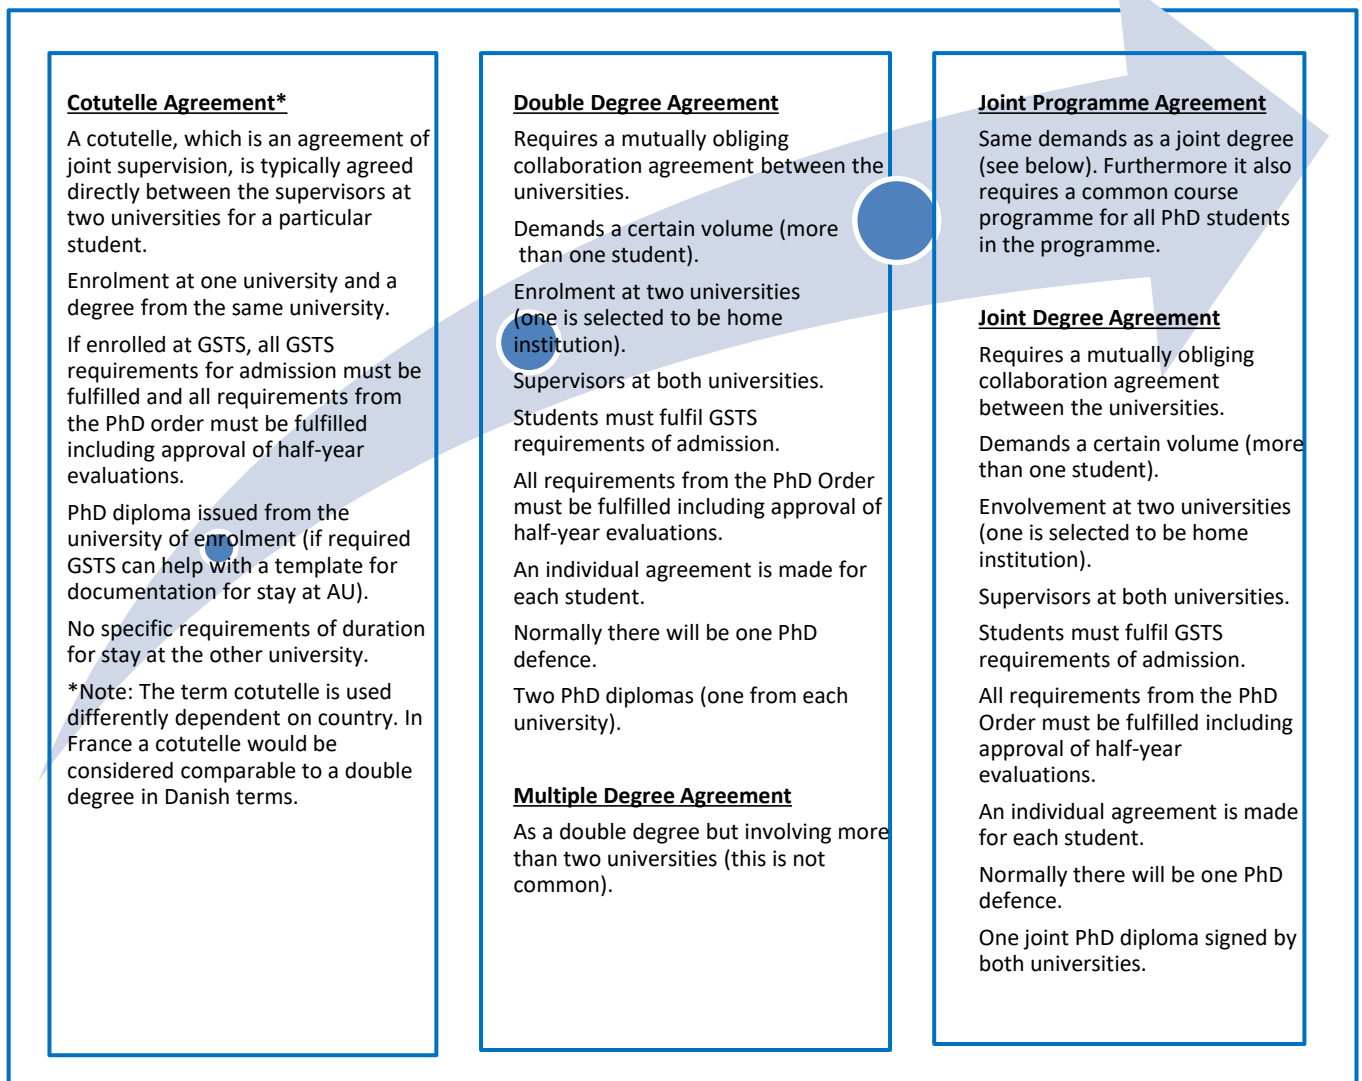 Cotutelle Agreement*
A cotutelle, which is an agreement of
joint supervision, is typically agreed
directly between the supervisors at
two universities for a particular
student.
Enrolment at one university and a
degree from the same university.
If enrolled at GSTS, all GSTS
requirements for admission must be
fulfilled and all requirements from
the PhD order must be fulfilled
including approval of half-year
evaluations.
PhD diploma issued from the
university of enrolment (if required
GSTS can help with a template for
documentation for stay at AU).
No specific requirements of duration
for stay at the other university.
*Note: The term cotutelle is used
differently dependent on country. In
France a cotutelle would be
considered comparable to a double
degree in Danish terms.
Double Degree Agreement
Requires a mutually obliging
collaboration agreement between the
universities.
Demands a certain volume (more
than one student).
Enrolment at two universities
(one is selected to be home
institution).
Supervisors at both universities.
Students must fulfil GSTS
requirements of admission.
All requirements from the PhD Order
must be fulfilled including approval of
half-year evaluations.
An individual agreement is made for
each student.
Normally there will be one PhD
defence.
Two PhD diplomas (one from each
university).
Multiple Degree Agreement
As a double degree but involving more
than two universities (this is not
common).
Joint Programme Agreement
Same demands as a joint degree
(see below). Furthermore it also
requires a common course
programme for all PhD students
in the programme.
Joint Degree Agreement
Requires a mutually obliging
collaboration agreement
between the universities.
Demands a certain volume (more
than one student).
Envolvement at two universities
(one is selected to be home
institution).
Supervisors at both universities.
Students must fulfil GSTS
requirements of admission.
All requirements from the PhD
Order must be fulfilled including
approval of half-year
evaluations.
An individual agreement is made
for each student.
Normally there will be one PhD
defence.
One joint PhD diploma signed by
both universities.